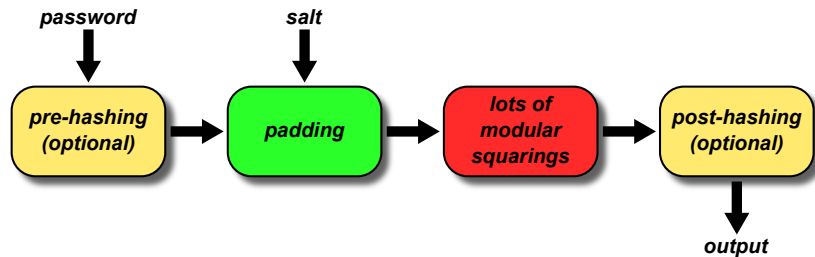 password
salt
pre-hashing
(optional)
padding
lots of
modular
squarings
post-hashing
(optional)
output